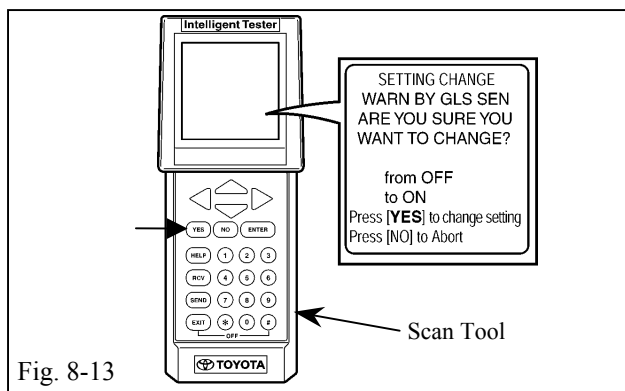 Intelligent Tester
SETTING CHANGE
WARN BY GLS SEN
ARE YOU SURE YOU
WANT TO CHANGE?
from OFF
to ON
Press [YES] to change setting
Press [NO] to Abort
YES NO ENTER
HELP 1 2 3
RCV 4 5 6
SEND 7 8 9
EXIT * 0 #
OFF
TOYOTA
Scan Tool
Fig. 8-13